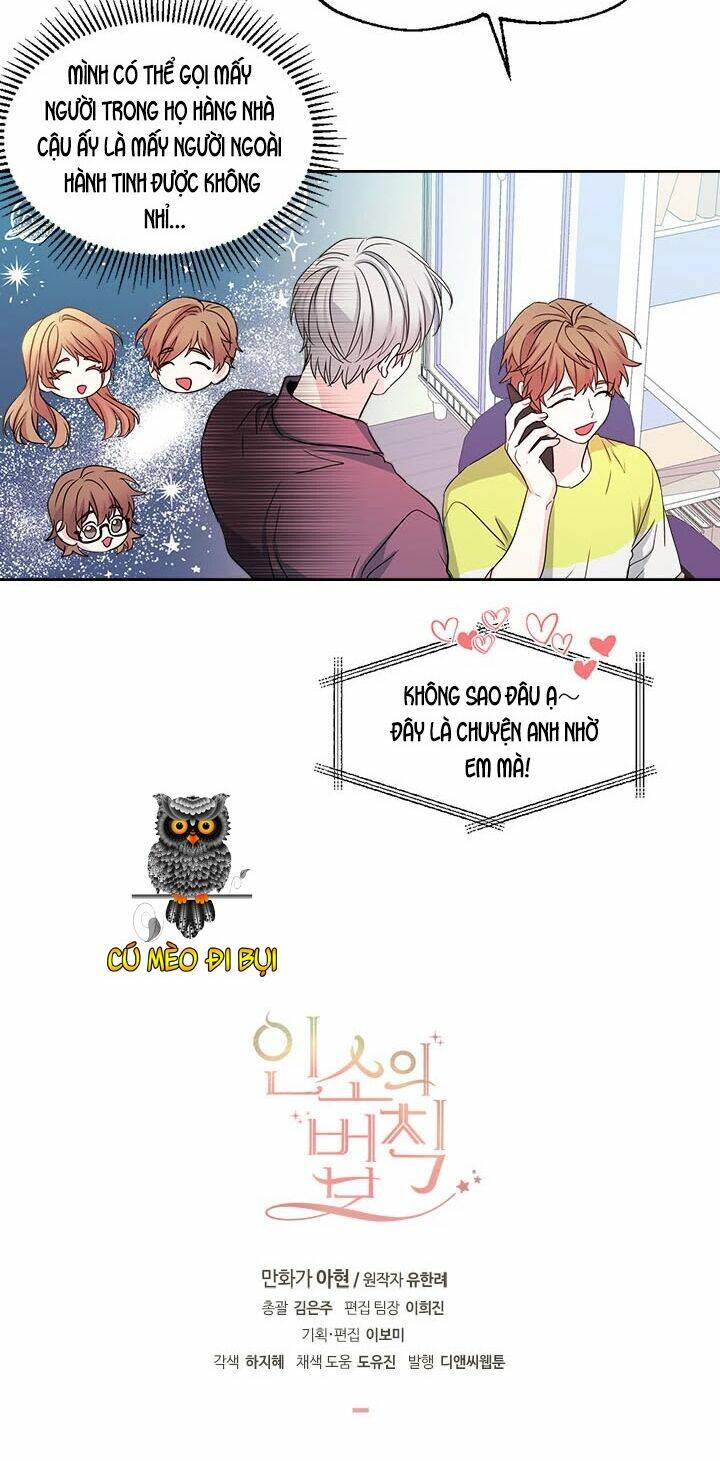 MÌNH CÓ THỂ GỌI MẤY
NGƯỜI TRONG HỌ HÀNG NHÀ
CẬU ẤY LÀ MẤY NGƯỜI NGOÀI
HÀNH TINH ĐƯỢC KHÔNG
NHỈ...
KHÔNG SAO ĐÂU Ạ~
ĐÂY LÀ CHUYỆN ANH NHỜ
EM MÀ!
CÚ MÈO ĐI BỤI
인소의
법칙
만화가 아현 / 원작자 유한려
총괄 김은주 편집 팀장 이희진
기획·편집 이보미
각색 하지혜 채색 도움 도유진 발행 디앤씨웹툰